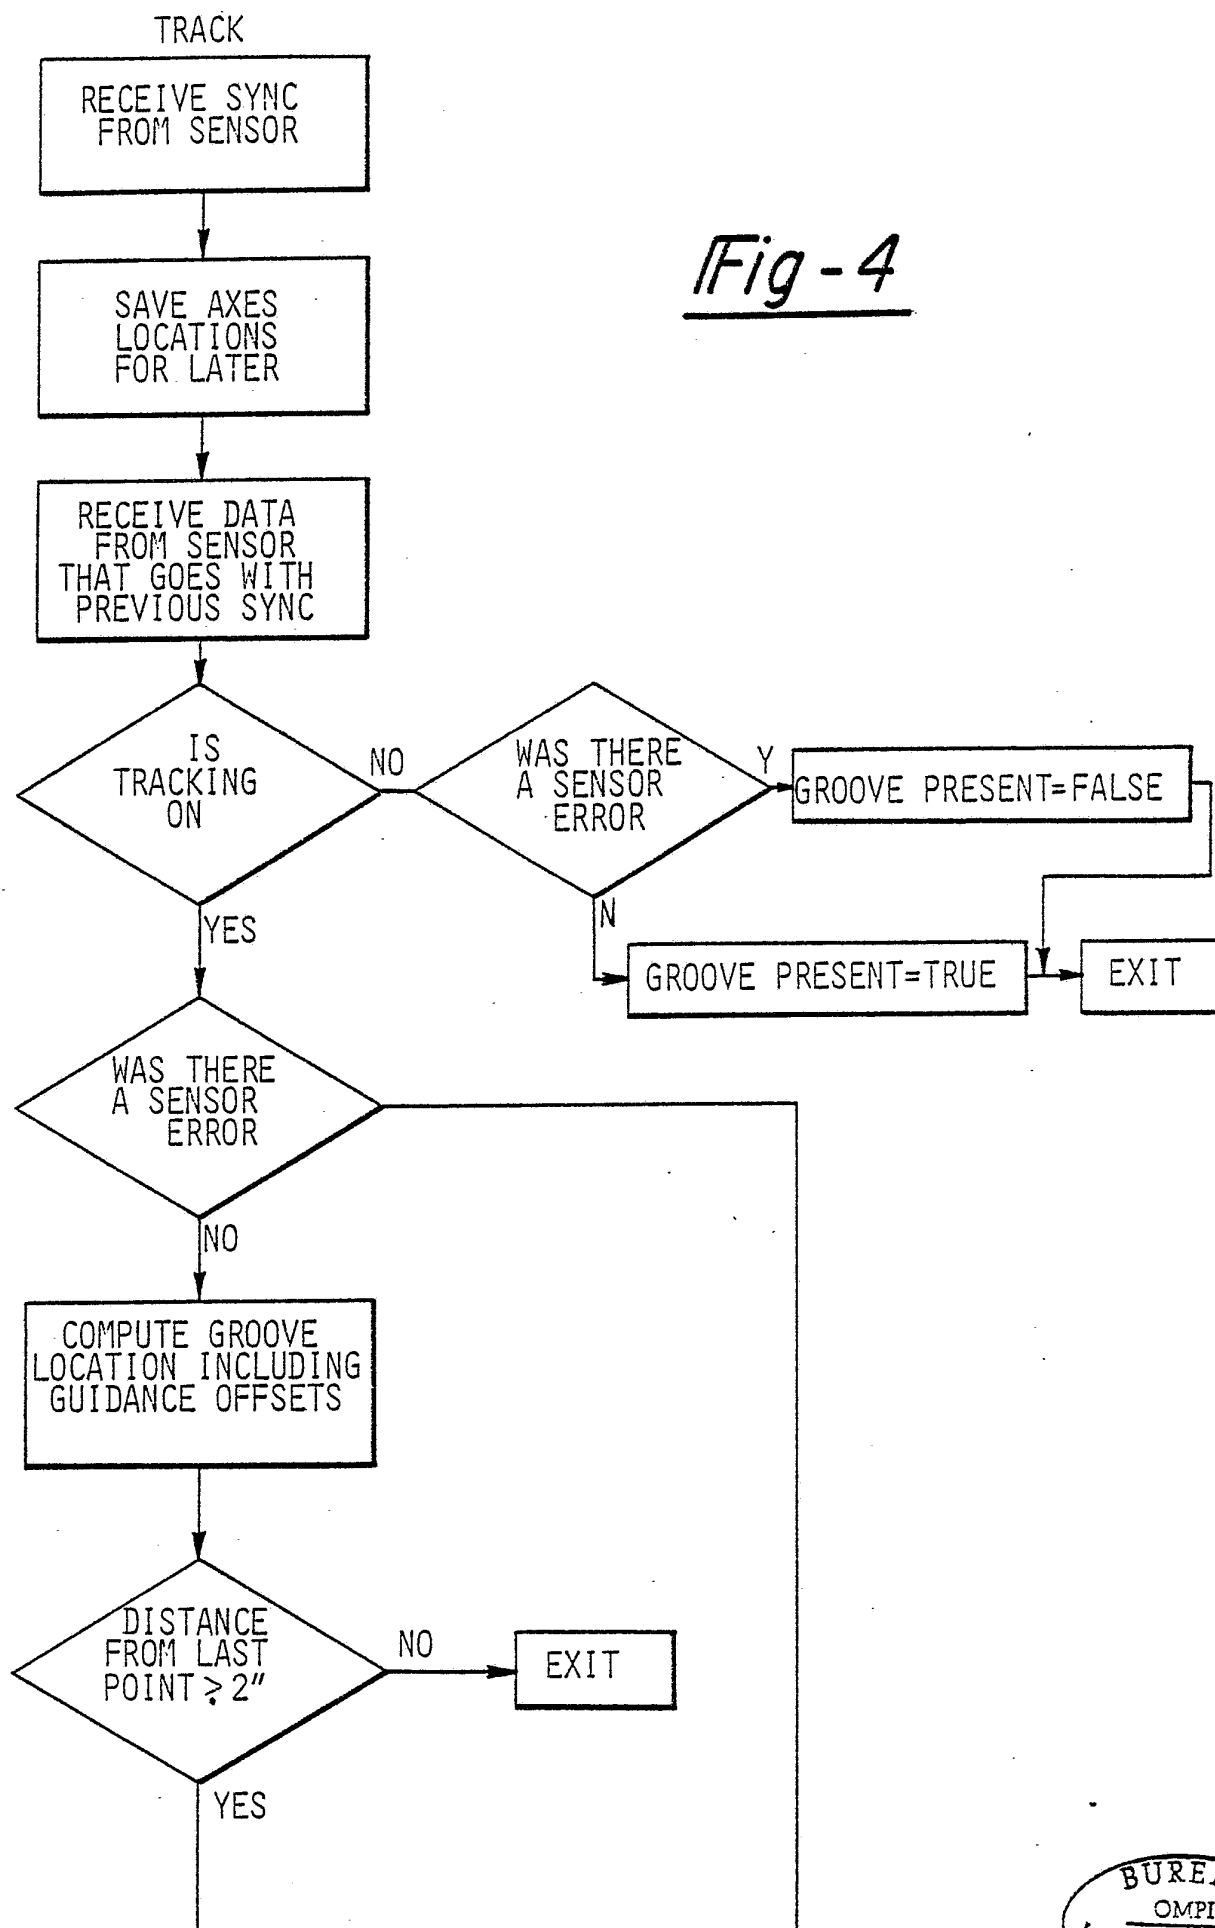 TRACK
RECEIVE SYNC
FROM SENSOR
Fig-4
SAVE AXES
LOCATIONS
FOR LATER
RECEIVE DATA
FROM SENSOR
THAT GOES WITH
PREVIOUS SYNC
IS
TRACKING
ON
NO
WAS THERE
A SENSOR
ERROR
Y
GROOVE PRESENT=FALSE
YES
N
GROOVE PRESENT=TRUE
EXIT
WAS THERE
A SENSOR
ERROR
NO
COMPUTE GROOVE
LOCATION INCLUDING
GUIDANCE OFFSETS
DISTANCE
FROM LAST
POINT > 2"
NO
EXIT
YES